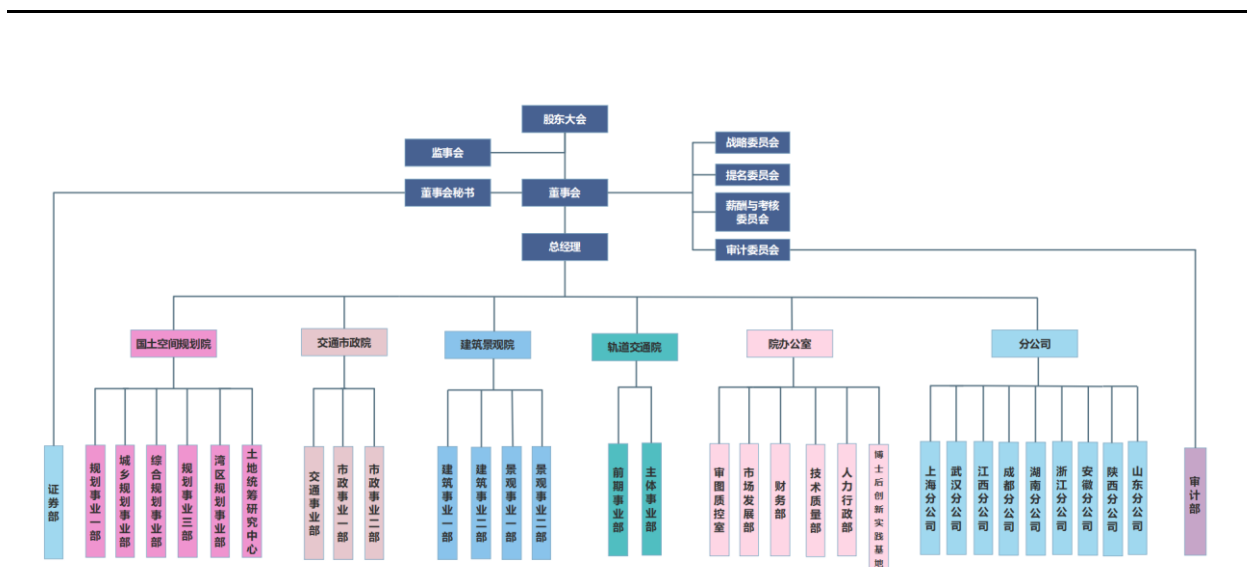 股东大会
监事会
战略委员会
提名委员会
董事会秘书
董事会
薪酬与考核
委员会
总经理
审计委员会
国土空间规划院
交通市政院
建筑景观院
轨道交通院
院办公室
分公司
证券部
规划事业一部
城乡规划事业部
综合规划事业部
规划事业三部
湾区规划事业部
土地统筹研究中心
交通事业部
市政事业一部
市政事业二部
建筑事业一部
建筑事业二部
景观事业一部
景观事业二部
前期事业部
主体事业部
审图质控室
市场发展部
财务部
技术质量部
人力行政部
博士后创新实践基地
上海分公司
武汉分公司
江西分公司
成都分公司
湖南分公司
浙江分公司
安徽分公司
陕西分公司
山东分公司
审计部